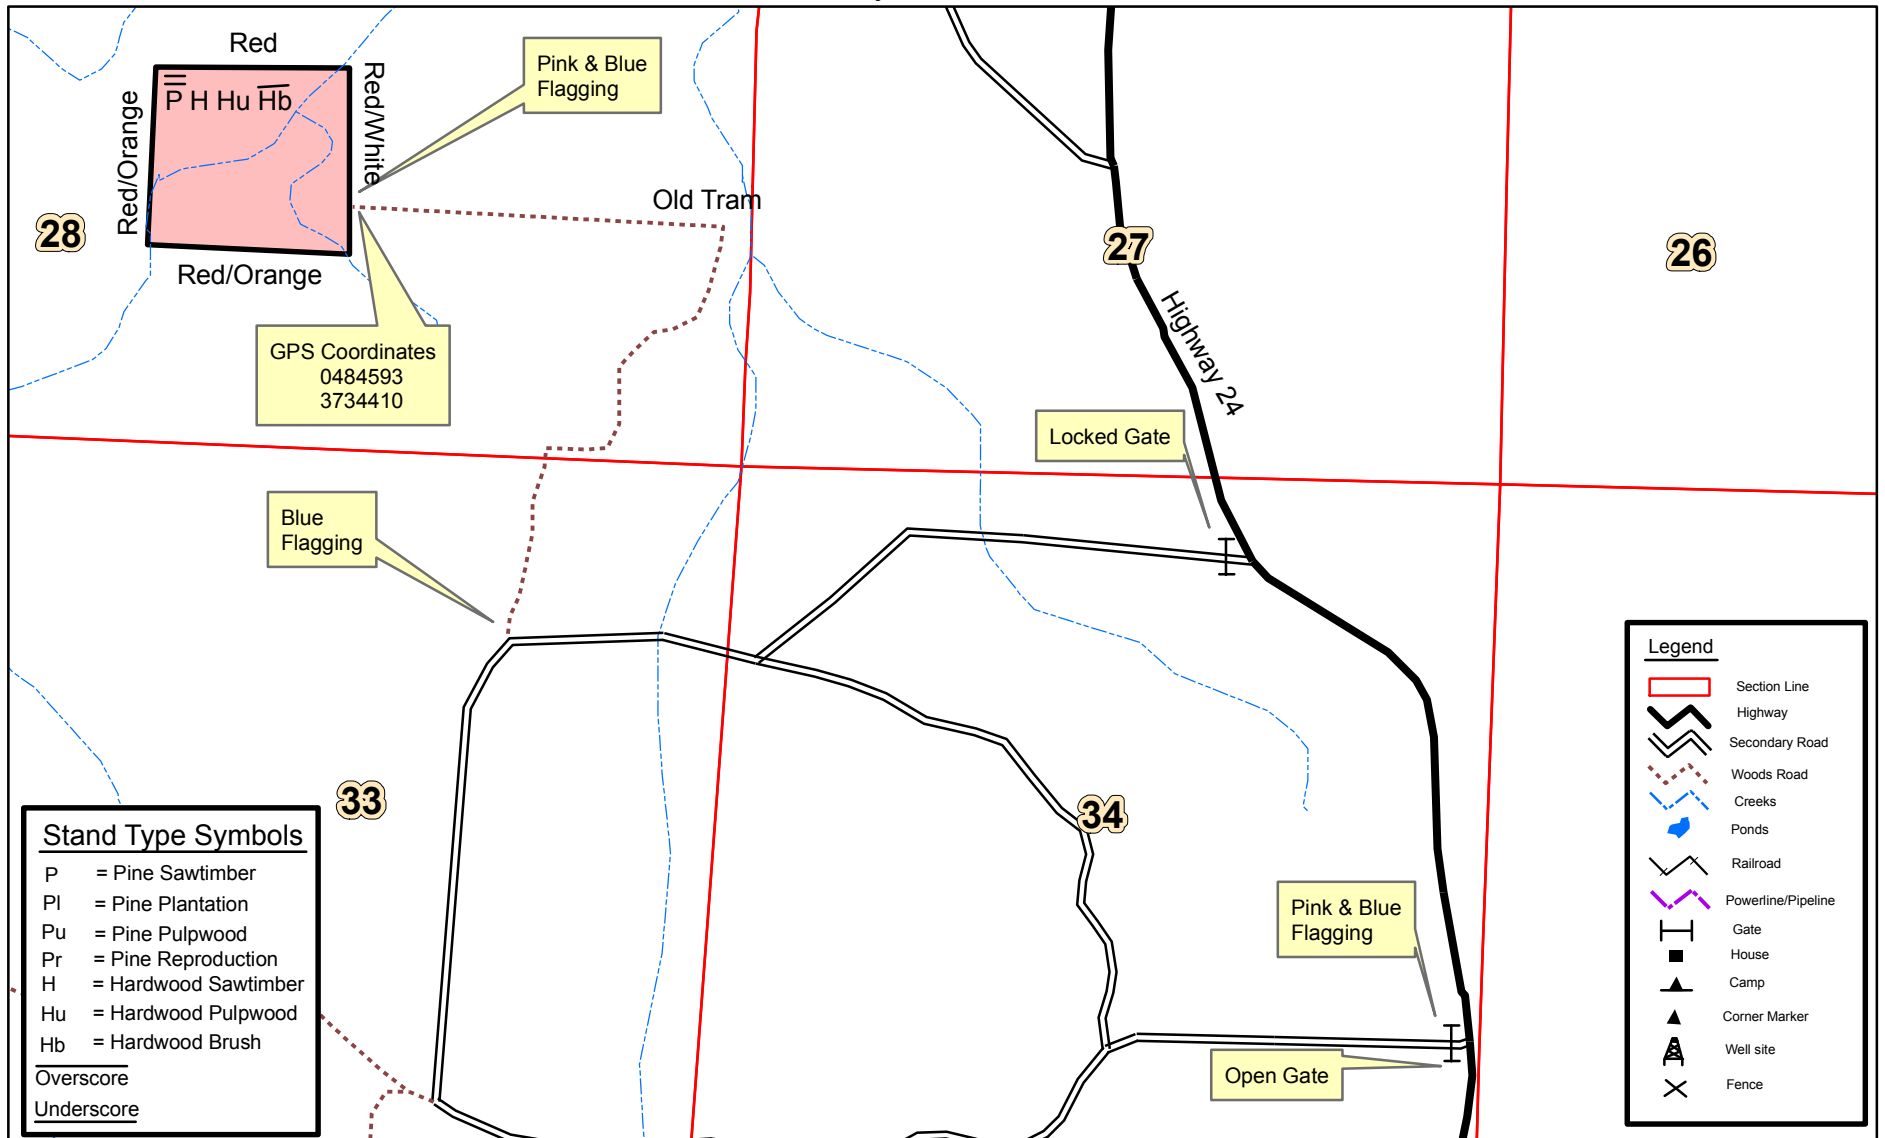 Red
Pink & Blue
Flagging
P H Hu Hb
Red/White
Red/Orange
Old Tram
28
27
26
Red/Orange
Highway 24
GPS Coordinates
0484593
3734410
Locked Gate
Blue
Flagging
33
34
Pink & Blue
Flagging
Open Gate
Stand Type Symbols
P = Pine Sawtimber
Pl = Pine Plantation
Pu = Pine Pulpwood
Pr = Pine Reproduction
H = Hardwood Sawtimber
Hu = Hardwood Pulpwood
Hb = Hardwood Brush
Overscore
Underscore
Legend
Section Line
Highway
Secondary Road
Woods Road
Creeks
Ponds
Railroad
Powerline/Pipeline
Gate
House
Camp
Corner Marker
Well site
Fence